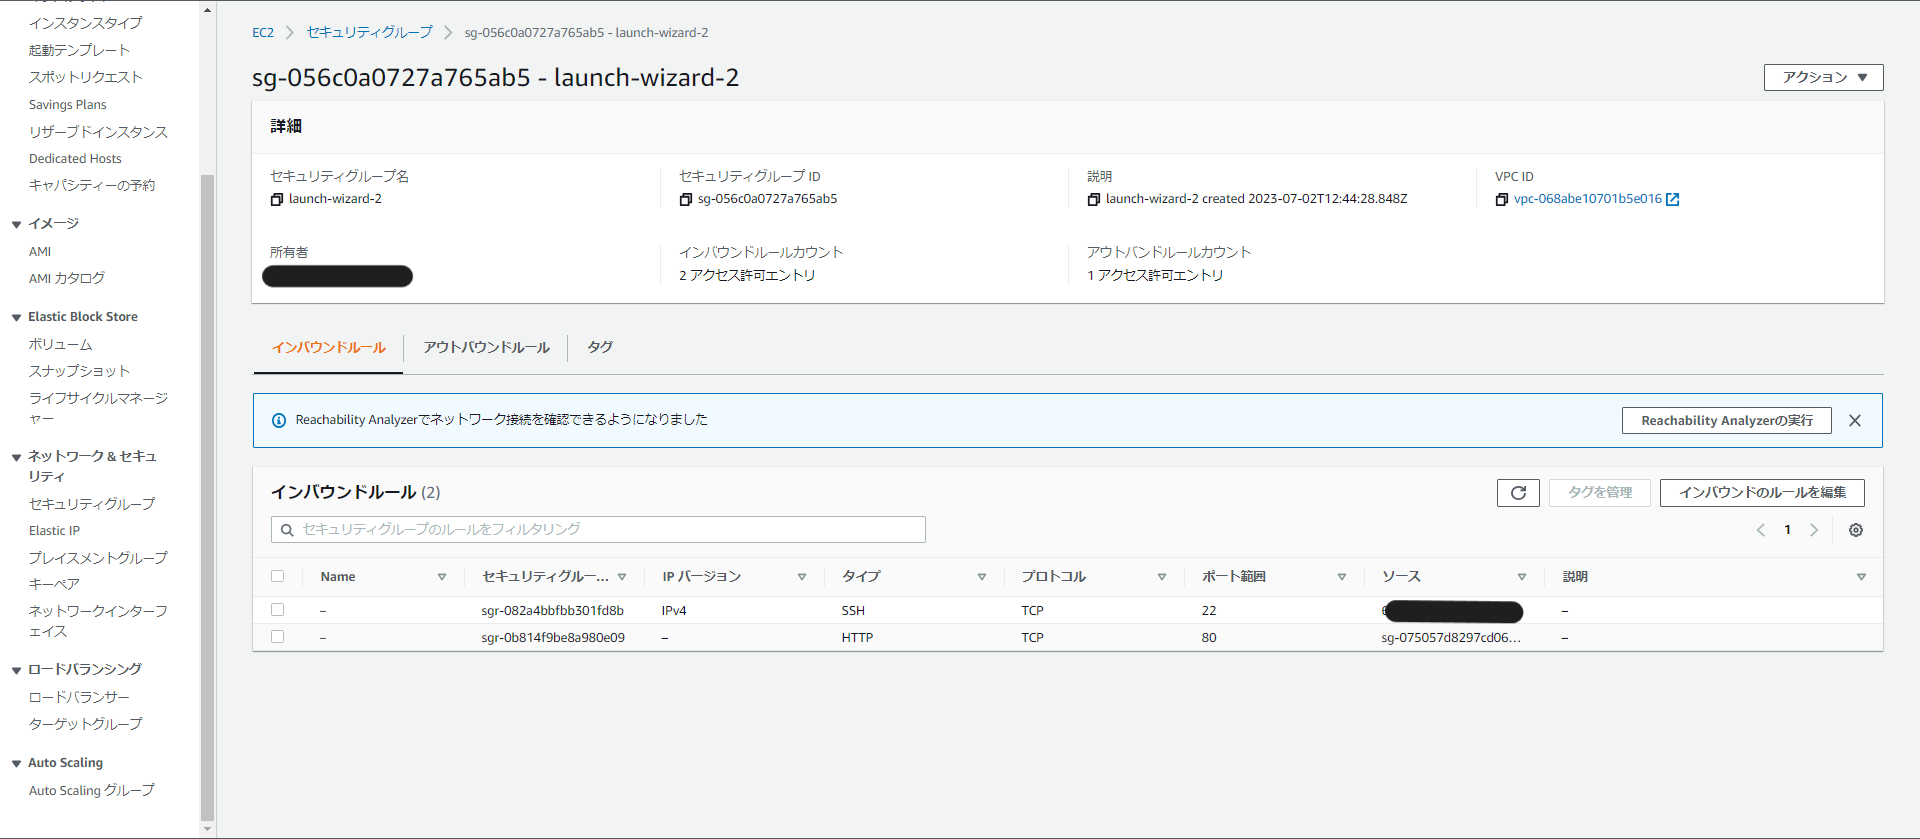 インスタンスタイプ
起動テンプレート
スポットリクエスト
Savings Plans
リザーブドインスタンス
Dedicated Hosts
キャパシティーの予約
イメージ
AMI
AMI カタログ
Elastic Block Store
ボリューム
スナップショット
ライフサイクルマネージ
ャー
ネットワーク & セキュ
リティ
セキュリティグループ
Elastic IP
プレイスメントグループ
キーペア
ネットワークインターフ
ェイス
ロードバランシング
ロードバランサー
ターゲットグループ
Auto Scaling
Auto Scaling グループ
EC2 セキュリティグループ sg-056c0a0727a765ab5 - launch-wizard-2
sg-056c0a0727a765ab5 - launch-wizard-2
アクション
詳細
セキュリティグループ名 セキュリティグループ ID 説明 VPC ID
launch-wizard-2 sg-056c0a0727a765ab5 launch-wizard-2 created 2023-07-02T12:44:28.848Z vpc-068abe10701b5e016
所有者 インバウンドルールカウント アウトバンドルールカウント
2 アクセス許可エントリ 1 アクセス許可エントリ
インバウンドルール アウトバウンドルール タグ
Reachability Analyzerでネットワーク接続を確認できるようになりました Reachability Analyzerの実行
インバウンドルール (2) タグを管理 インバウンドのルールを編集
セキュリティグループのルールをフィルタリング 1
Name セキュリティグルー... IP バージョン タイプ プロトコル ポート範囲 ソース 説明
– sgr-082a4bbfbb301fd8b IPv4 SSH TCP 22 –
– sgr-0b814f9be8a980e09 – HTTP TCP 80 sg-075057d8297cd06... –